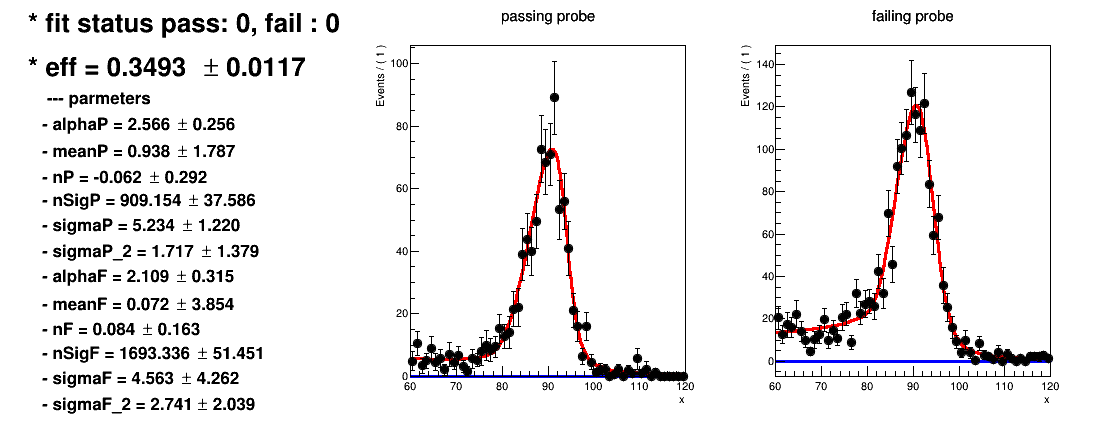 * fit status pass: 0, fail : 0
* eff = 0.3493 ± 0.0117
--- parmeters
- alphaP = 2.566 ± 0.256
- meanP = 0.938 ± 1.787
- nP = -0.062 ± 0.292
- nSigP = 909.154 ± 37.586
- sigmaP = 5.234 ± 1.220
- sigmaP_2 = 1.717 ± 1.379
- alphaF = 2.109 ± 0.315
- meanF = 0.072 ± 3.854
- nF = 0.084 ± 0.163
- nSigF = 1693.336 ± 51.451
- sigmaF = 4.563 ± 4.262
- sigmaF_2 = 2.741 ± 2.039
passing probe
Events / ( 1 )
100
80
60
40
20
0
60 70 80 90 100 110 120
x
failing probe
Events / ( 1 )
140
120
100
80
60
40
20
0
60 70 80 90 100 110 120
x